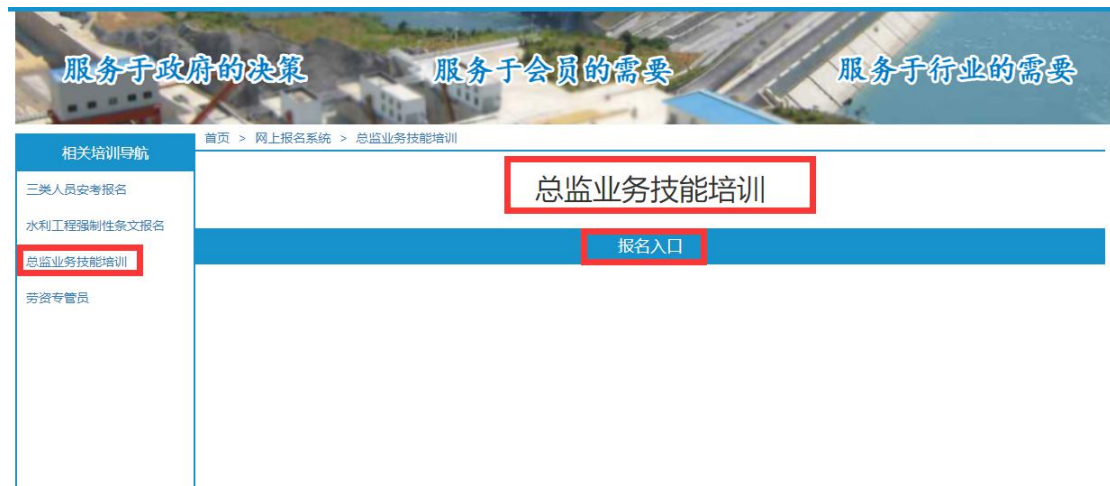 服务于政府的决策 服务于会员的需要 服务于行业的需要
首页 > 网上报名系统 > 总监业务技能培训
相关培训导航
三类人员安考报名
水利工程强制性条文报名
总监业务技能培训
劳资专管员
总监业务技能培训
报名入口